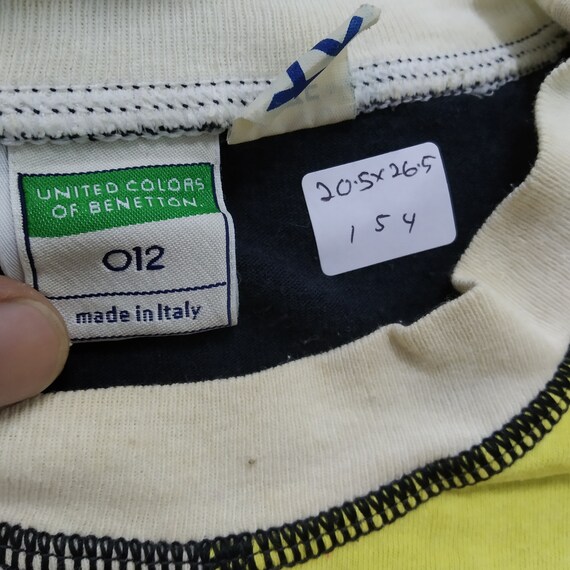 UNITED COLORS
OF BENETTON.
012
made in Italy
20.5x26.5
154